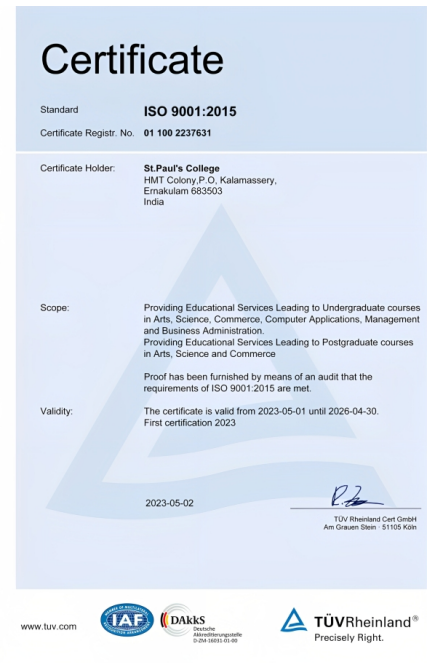 Certificate
Standard ISO 9001:2015
Certificate Registr. No. 01 100 2237631
Certificate Holder: St.Paul's College
HMT Colony,P.O, Kalamassery,
Ernakulam 683503
India
Scope: Providing Educational Services Leading to Undergraduate courses
in Arts, Science, Commerce, Computer Applications, Management
and Business Administration.
Providing Educational Services Leading to Postgraduate courses
in Arts, Science and Commerce
Proof has been furnished by means of an audit that the
requirements of ISO 9001:2015 are met.
Validity: The certificate is valid from 2023-05-01 until 2026-04-30.
First certification 2023
2023-05-02
TÜV Rheinland Cert GmbH
Am Grauen Stein · 51105 Köln
www.tuv.com
IAF
DAkkS
Deutsche
Akkreditierungsstelle
D-ZM-16031-01-00
TÜVRheinland®
Precisely Right.